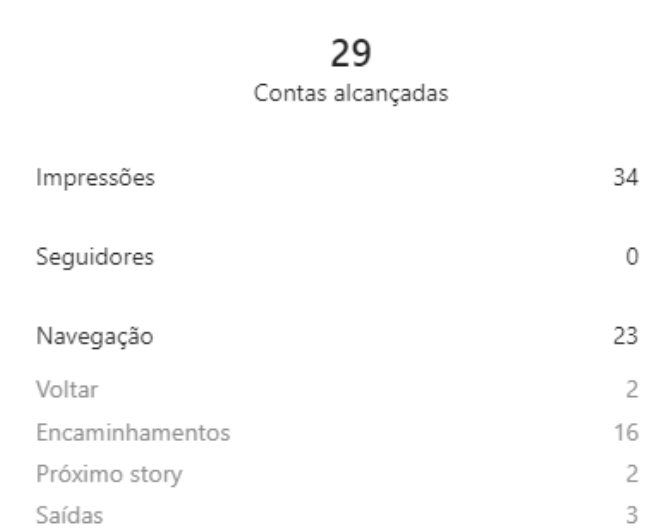 29
Contas alcançadas
Impressões 34
Seguidores 0
Navegação 23
Voltar 2
Encaminhamentos 16
Próximo story 2
Saídas 3